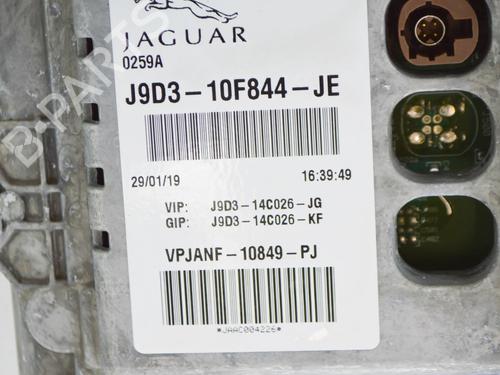 JAGUAR
0259A
J9D3-10F844-JE
29/01/19 16:39:49
VIP: J9D3-14C026-JG
GIP: J9D3-14C026-KF
VPJANF-10849-PJ
*JAAC004226*
B-PARTS